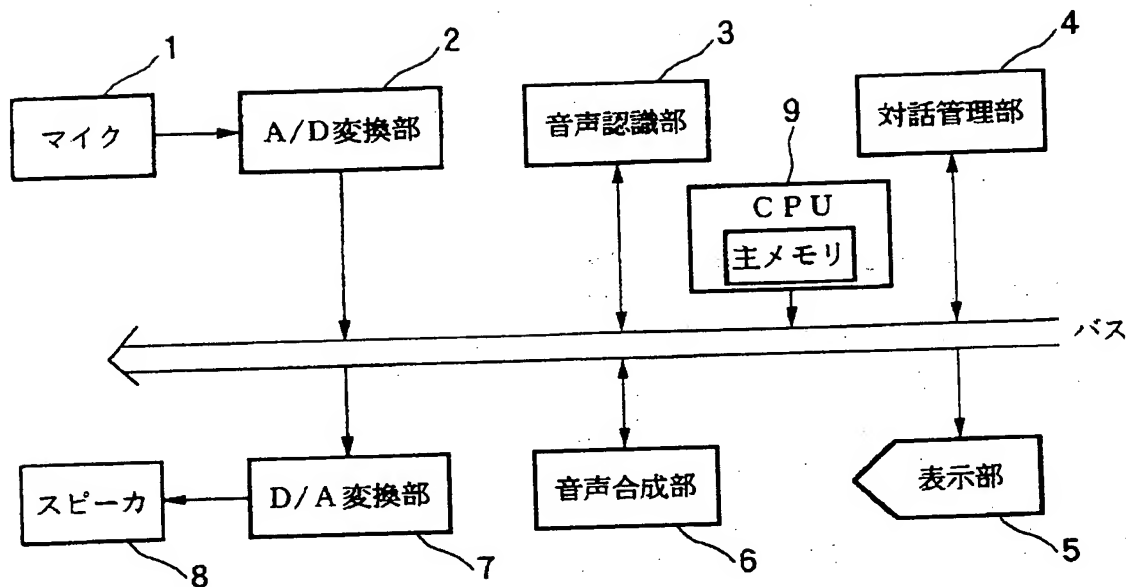 1
2
3
4
マイク
A/D変換部
音声認識部
対話管理部
9
CPU
主メモリ
バス
スピーカ
D/A変換部
音声合成部
表示部
8
7
6
5